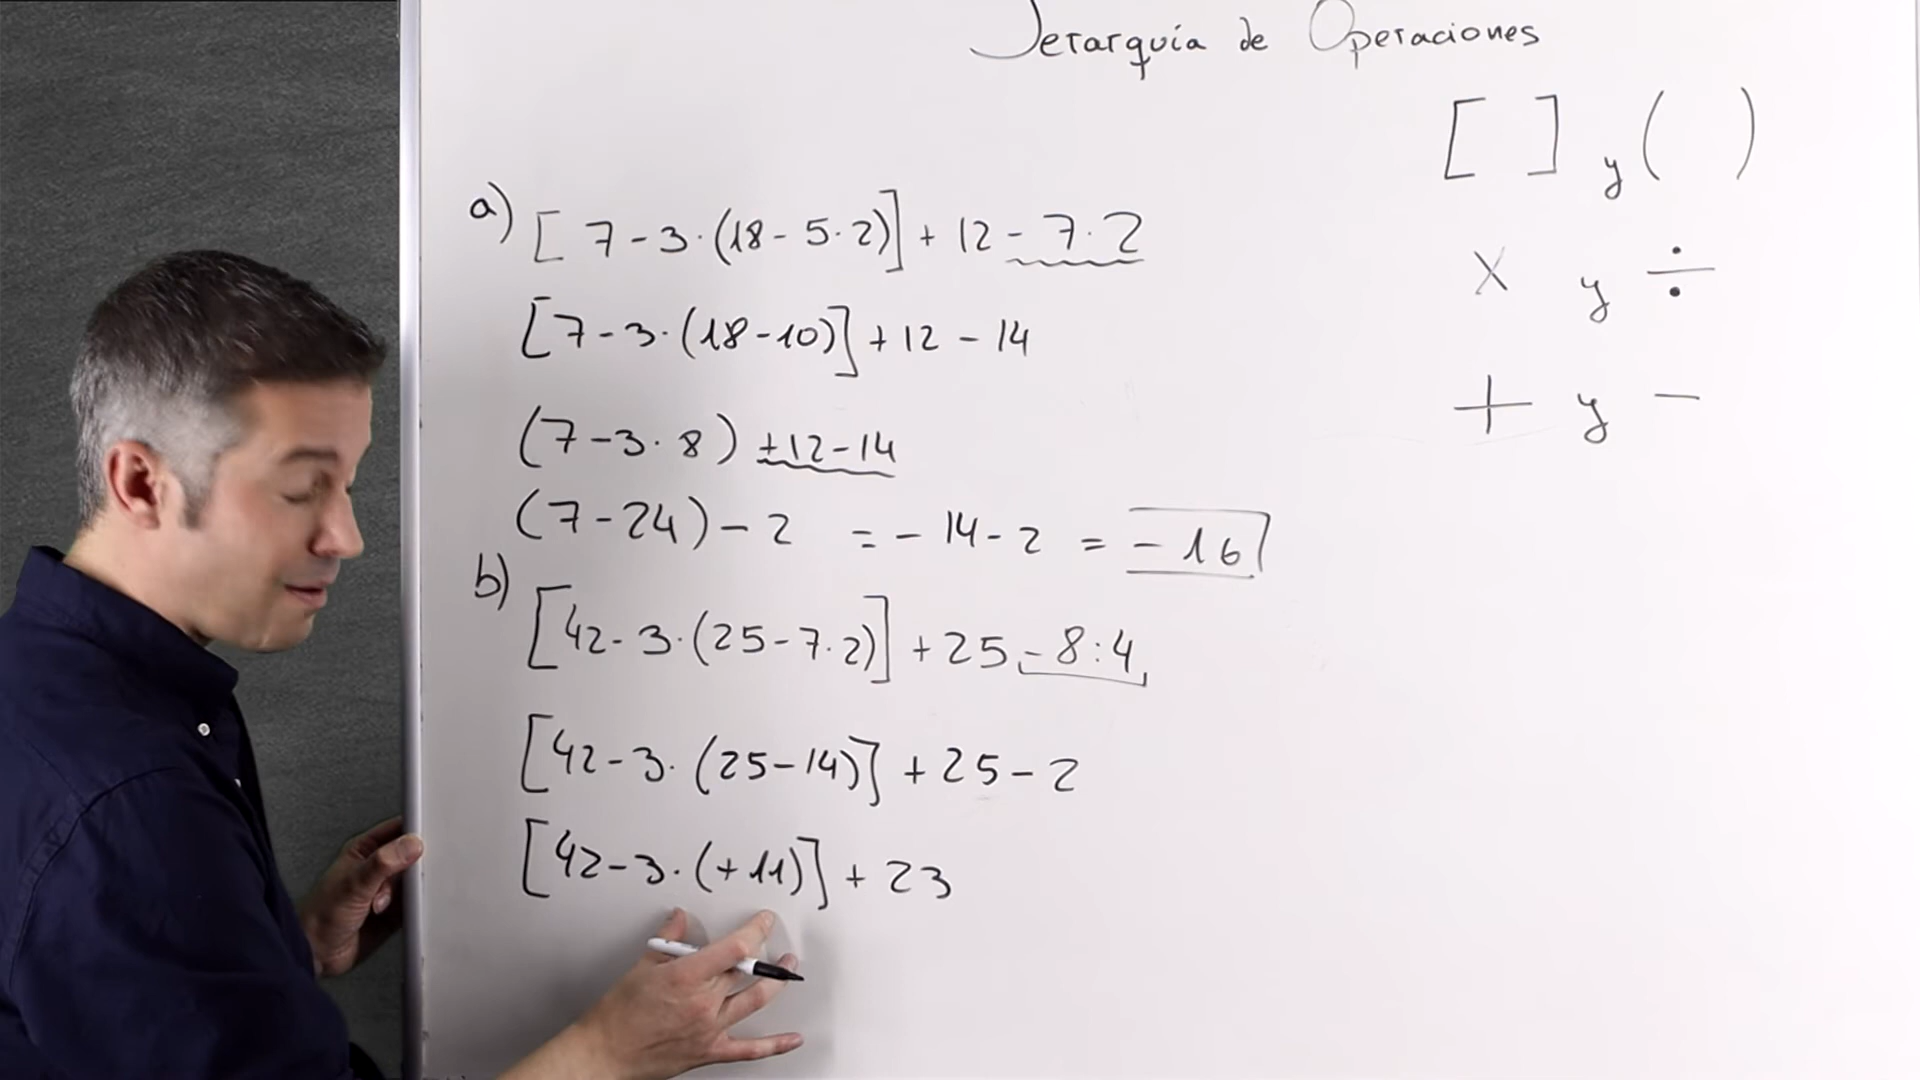 Jerarquía de Operaciones
[ ] y ( )
x y ÷
+ y -
a) [7-3·(18-5·2)]+12-7·2
[7-3·(18-10)]+12-14
(7-3·8)+12-14
(7-24)-2 = -14-2 = -16
b) [42-3·(25-7·2)]+25-8:4
[42-3·(25-14)]+25-2
[42-3·(+11)]+23